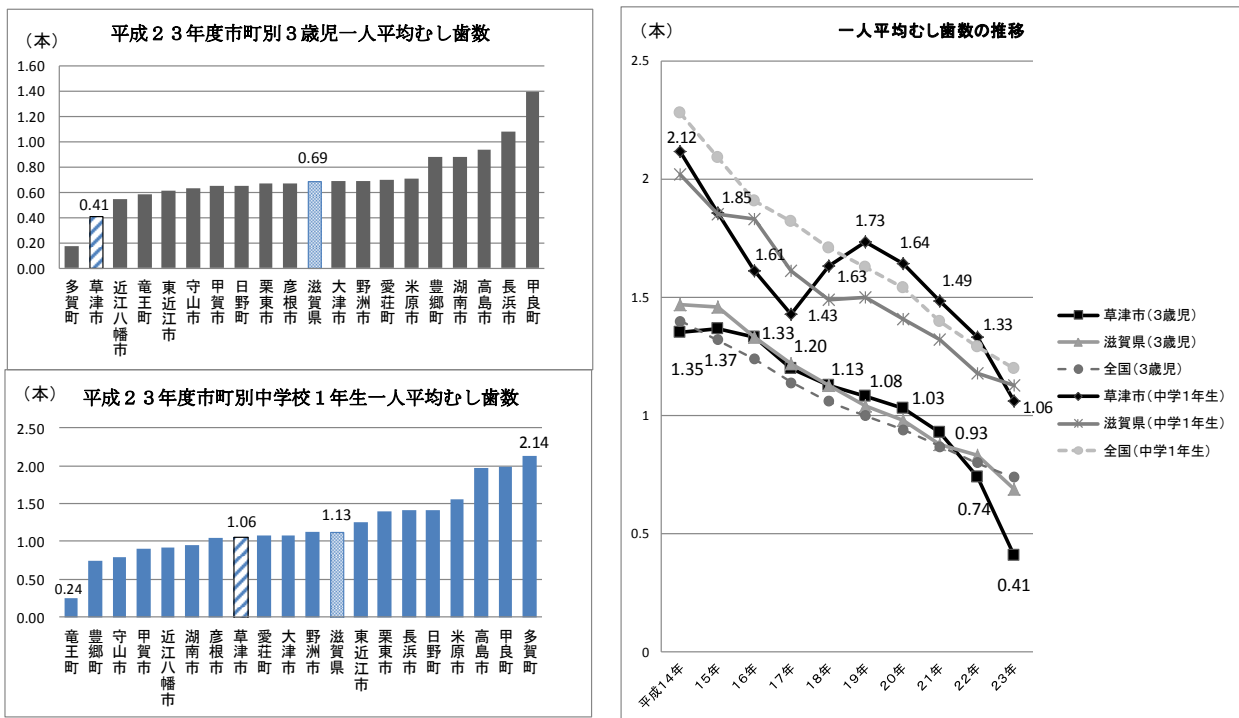 （本）
平成２３年度市町別３歳児一人平均むし歯数
1.60
1.40
1.20
1.00
0.80
0.60
0.40
0.20
0.00
0.41
0.69
多賀町
草津市
近江八幡市
竜王町
東近江市
守山市
甲賀市
日野町
栗東市
彦根市
滋賀県
大津市
野洲市
愛荘町
米原市
豊郷町
湖南市
高島市
長浜市
甲良町
（本）
平成２３年度市町別中学校１年生一人平均むし歯数
2.50
2.00
1.50
1.00
0.50
0.00
0.24
1.06
1.13
2.14
竜王町
豊郷町
守山市
甲賀市
近江八幡市
湖南市
彦根市
草津市
愛荘町
大津市
野洲市
滋賀県
東近江市
栗東市
長浜市
日野町
米原市
高島市
甲良町
多賀町
（本）
一人平均むし歯数の推移
2.5
2
1.5
1
0.5
0
2.12
1.85
1.61
1.43
1.63
1.73
1.64
1.49
1.33
1.06
1.35
1.37
1.33
1.20
1.13
1.08
1.03
0.93
0.74
0.41
平成14年
15年
16年
17年
18年
19年
20年
21年
22年
23年
草津市（3歳児）
滋賀県（3歳児）
全国（3歳児）
草津市（中学1年生）
滋賀県（中学1年生）
全国（中学1年生）